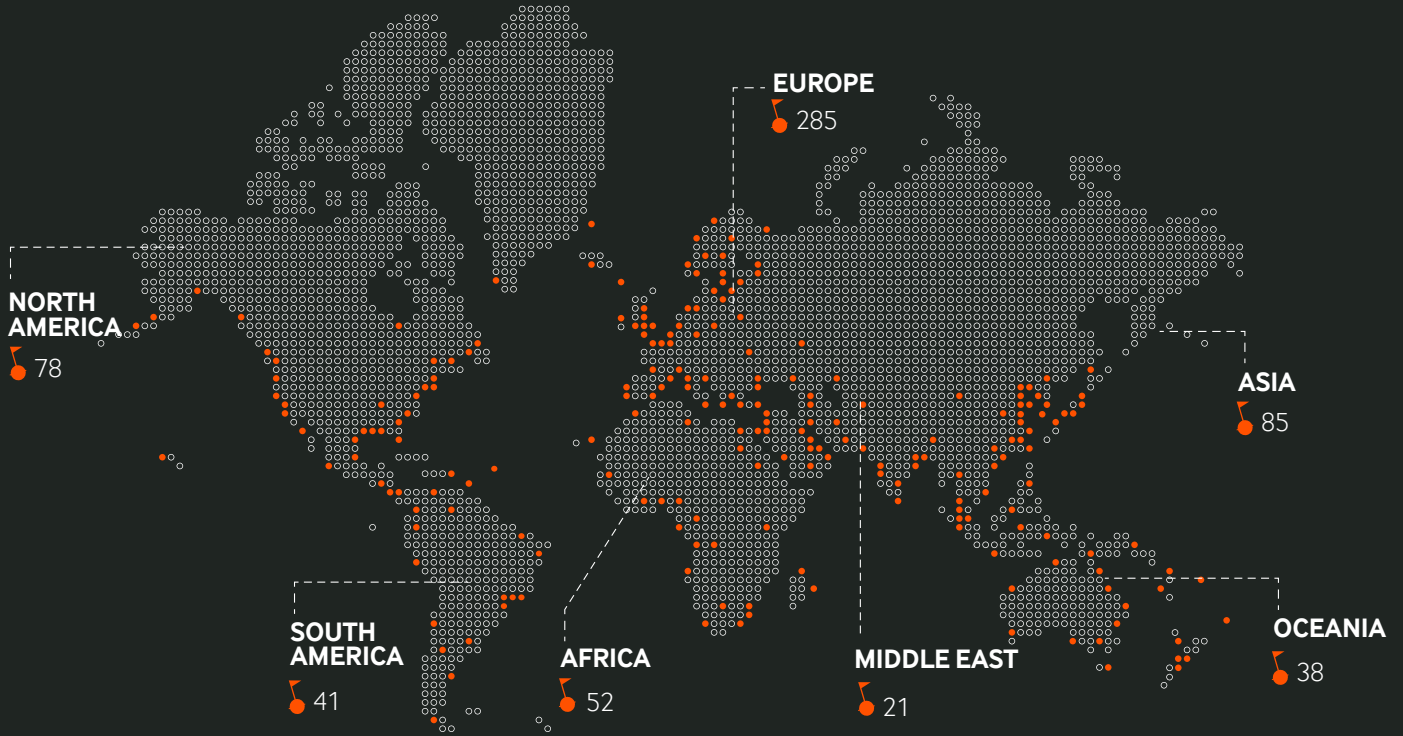 EUROPE
285
NORTH
AMERICA
78
ASIA
85
SOUTH
AMERICA
41
AFRICA
52
MIDDLE EAST
21
OCEANIA
38